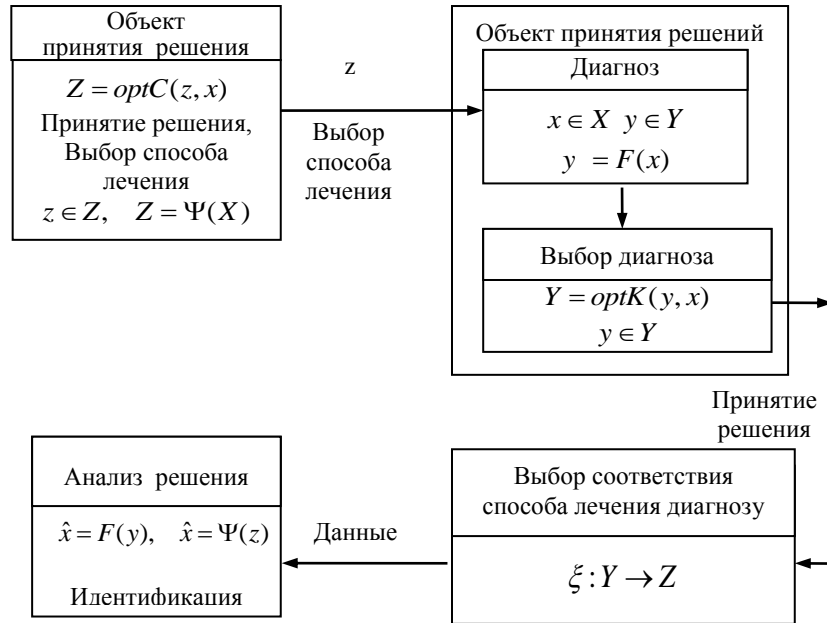 Объект
принятия решения
Z = optC(z, x)
Принятие решения,
Выбор способа
лечения
z ∈ Z, Z = Ψ(X)
z
Выбор
способа
лечения
Объект принятия решений
Диагноз
x ∈ X y ∈ Y
y = F(x)
Выбор диагноза
Y = optK(y, x)
y ∈ Y
Принятие
решения
Выбор соответствия
способа лечения диагнозу
ξ : Y → Z
Данные
Анализ решения
x̂ = F(y), x̂ = Ψ(z)
Идентификация